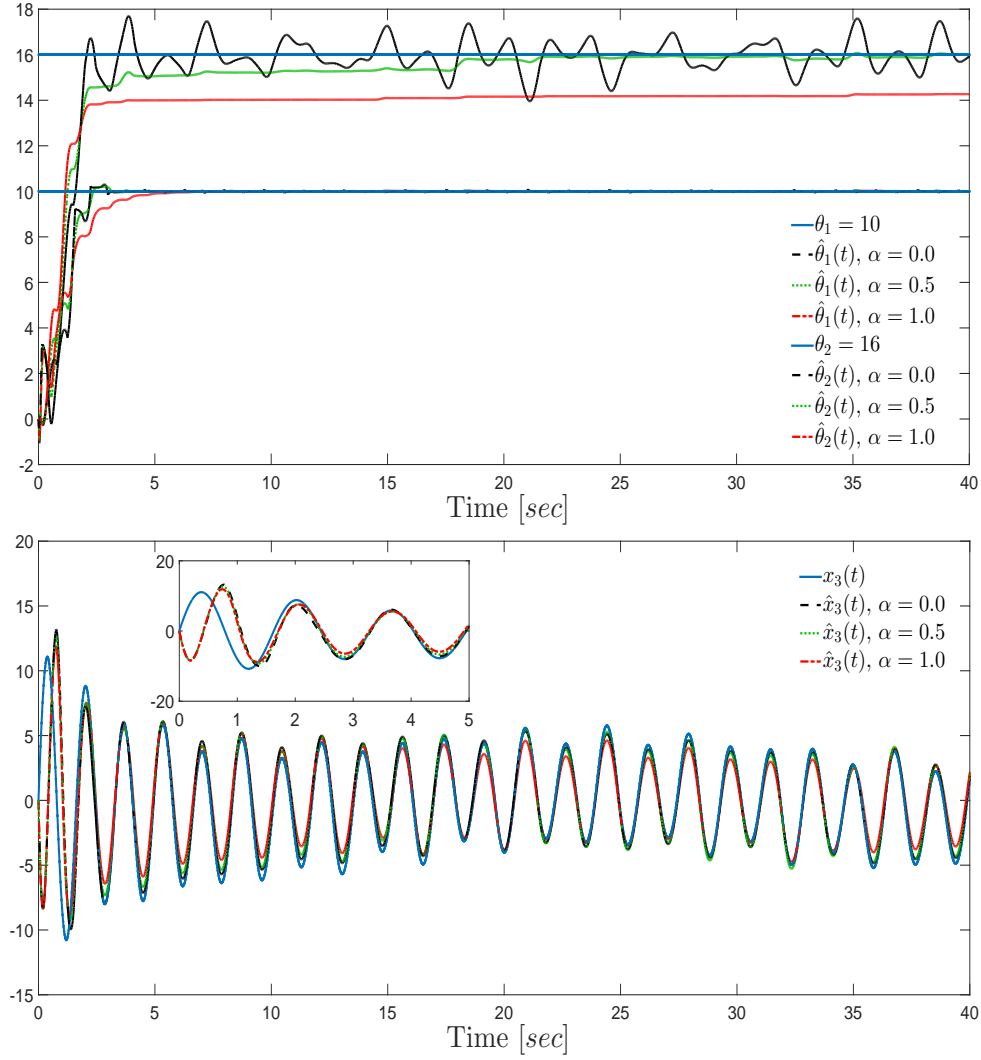 18
16
14
12
10
8
6
4
2
0
-2
θ₁ = 10
θ̂₁(t), α = 0.0
θ̂₁(t), α = 0.5
θ̂₁(t), α = 1.0
θ₂ = 16
θ̂₂(t), α = 0.0
θ̂₂(t), α = 0.5
θ̂₂(t), α = 1.0
0 5 10 15 20 25 30 35 40
Time [sec]
20
15
10
5
0
-5
-10
-15
20
0
-20
0 1 2 3 4 5
x₃(t)
x̂₃(t), α = 0.0
x̂₃(t), α = 0.5
x̂₃(t), α = 1.0
0 5 10 15 20 25 30 35 40
Time [sec]